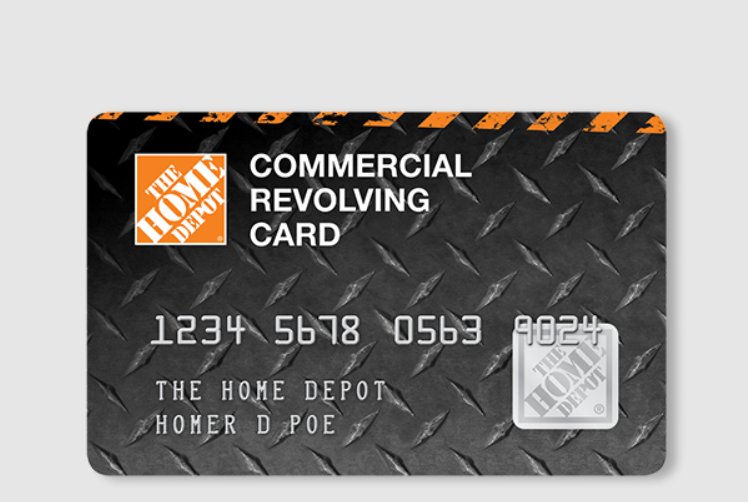 THE HOME DEPOT
COMMERCIAL
REVOLVING
CARD
1234 5678 0563 9024
THE HOME DEPOT
THE HOME DEPOT
HOMER D POE